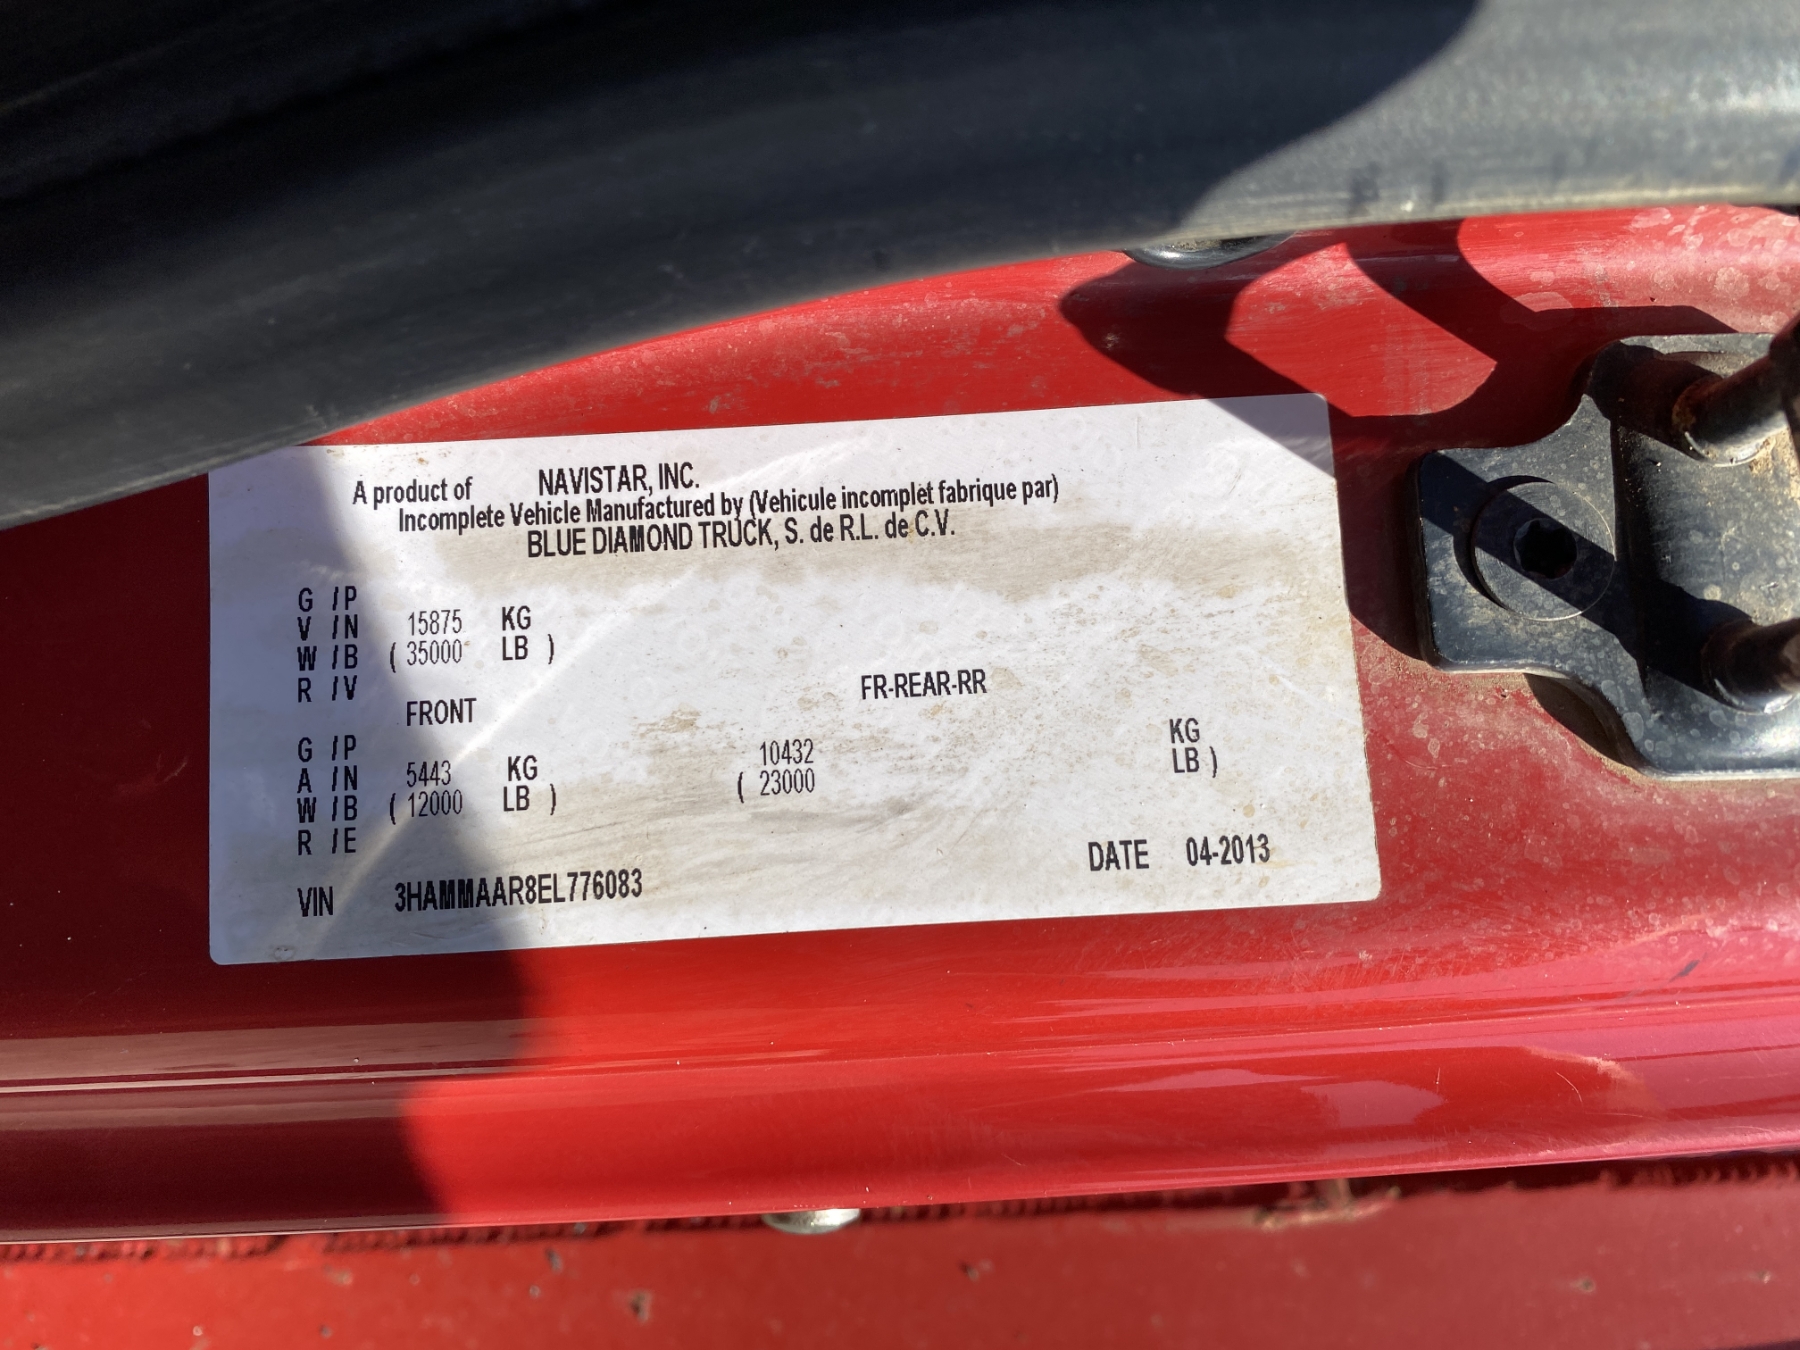 A product of NAVISTAR, INC.
Incomplete Vehicle Manufactured by (Vehicule incomplet fabrique par)
BLUE DIAMOND TRUCK, S. de R.L. de C.V.
G /P
V /N 15875 KG
W /B ( 35000 LB )
R /V
FRONT FR-REAR-RR
G /P
A /N 5443 KG 10432 KG
W /B ( 12000 LB ) ( 23000 LB )
R /E
VIN 3HAMMAAR8EL776083 DATE 04-2013